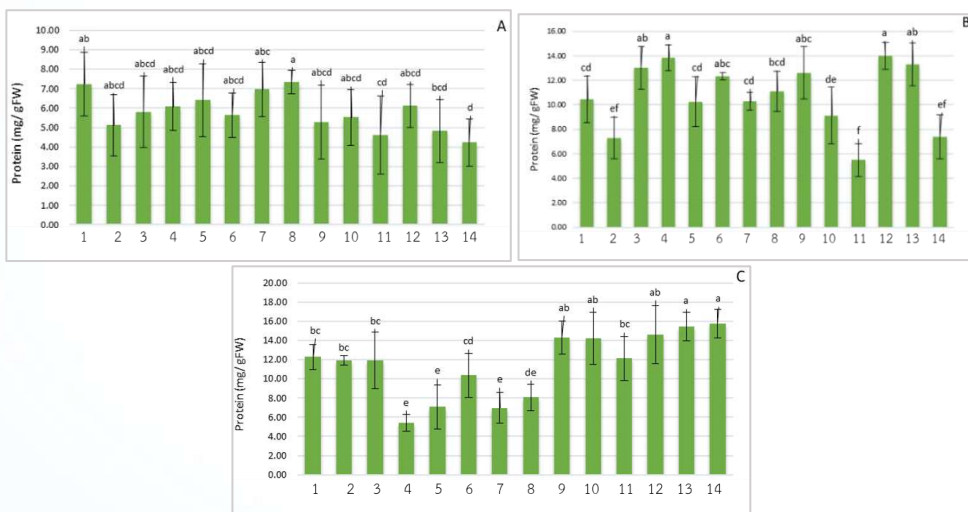 A
Protein (mg/ gFW)
10.00
9.00
8.00
7.00
6.00
5.00
4.00
3.00
2.00
1.00
0.00
ab abcd abcd abcd abcd abcd abc a abcd abcd cd abcd bcd d
1 2 3 4 5 6 7 8 9 10 11 12 13 14
B
Protein (mg/ gFW)
16.00
14.00
12.00
10.00
8.00
6.00
4.00
2.00
0.00
cd ef ab a cd abc cd bcd abc de f a ab ef
1 2 3 4 5 6 7 8 9 10 11 12 13 14
C
Protein (mg/ gFW)
20.00
18.00
16.00
14.00
12.00
10.00
8.00
6.00
4.00
2.00
0.00
bc bc bc e e cd e de ab ab bc ab a a
1 2 3 4 5 6 7 8 9 10 11 12 13 14